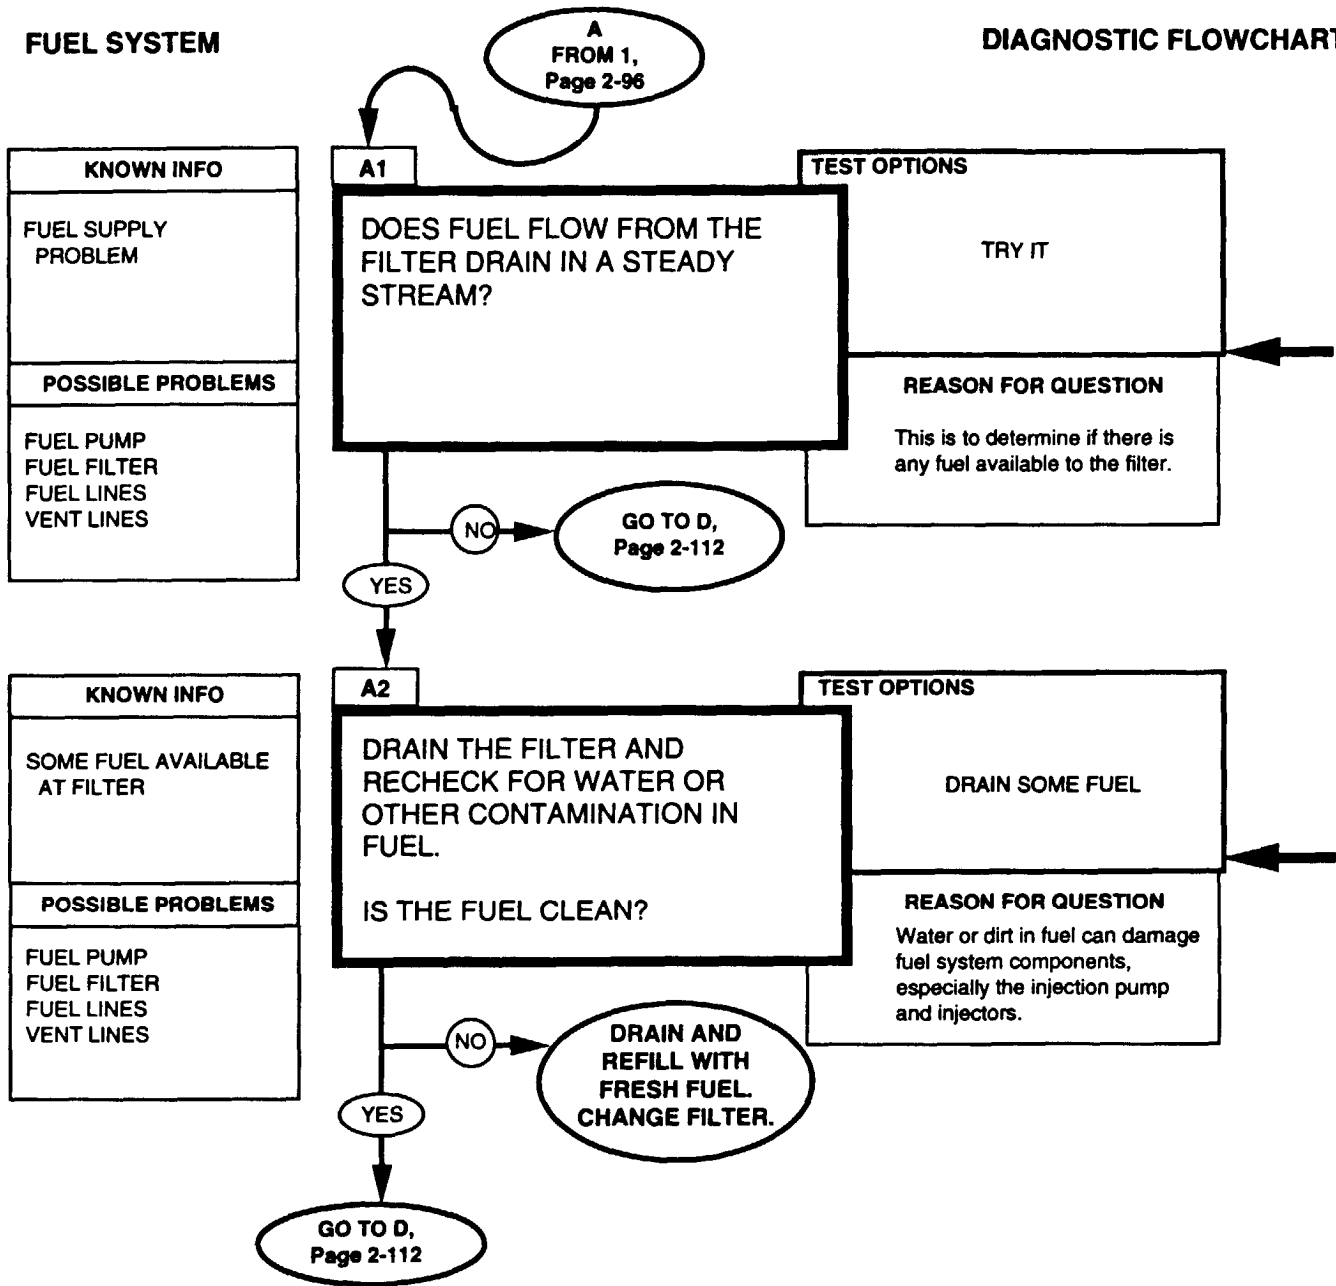 FUEL SYSTEM
A
FROM 1,
Page 2-96
DIAGNOSTIC FLOWCHART
KNOWN INFO
FUEL SUPPLY
PROBLEM
POSSIBLE PROBLEMS
FUEL PUMP
FUEL FILTER
FUEL LINES
VENT LINES
A1
DOES FUEL FLOW FROM THE
FILTER DRAIN IN A STEADY
STREAM?
TEST OPTIONS
TRY IT
REASON FOR QUESTION
This is to determine if there is
any fuel available to the filter.
NO
GO TO D,
Page 2-112
YES
KNOWN INFO
SOME FUEL AVAILABLE
AT FILTER
POSSIBLE PROBLEMS
FUEL PUMP
FUEL FILTER
FUEL LINES
VENT LINES
A2
DRAIN THE FILTER AND
RECHECK FOR WATER OR
OTHER CONTAMINATION IN
FUEL.
IS THE FUEL CLEAN?
TEST OPTIONS
DRAIN SOME FUEL
REASON FOR QUESTION
Water or dirt in fuel can damage
fuel system components,
especially the injection pump
and injectors.
NO
DRAIN AND
REFILL WITH
FRESH FUEL.
CHANGE FILTER.
YES
GO TO D,
Page 2-112